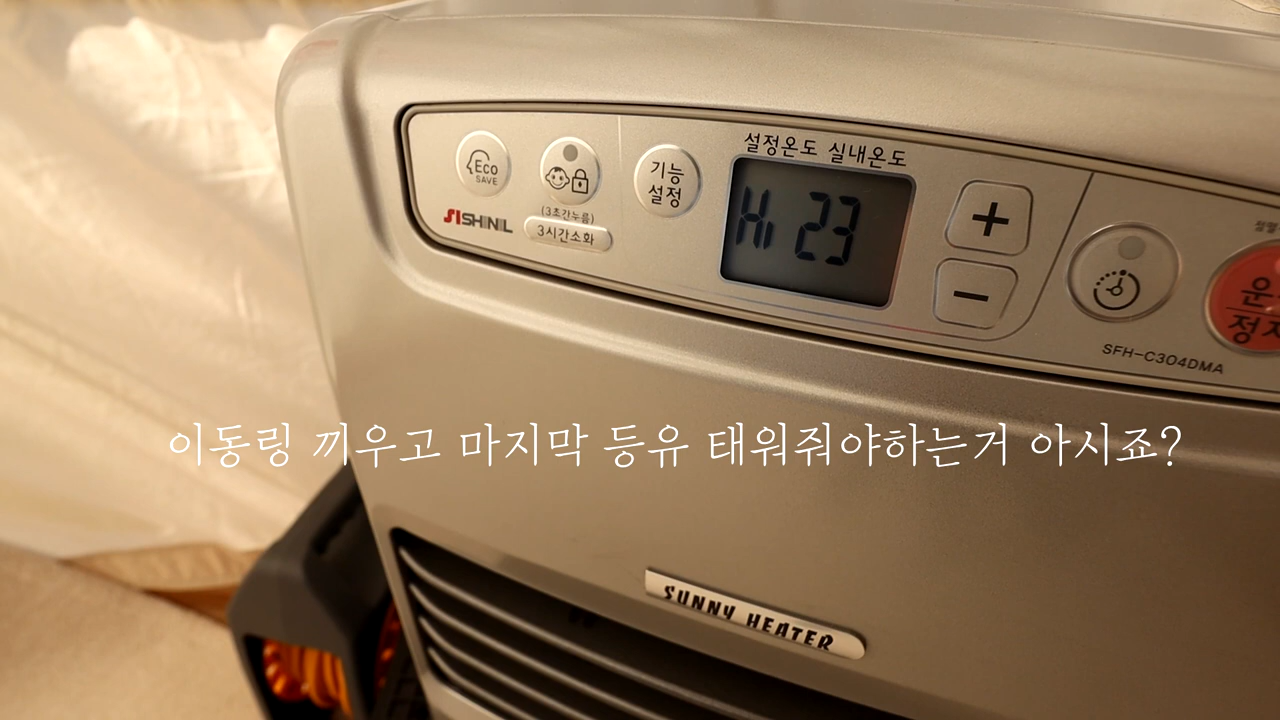 설정온도 실내온도
Eco
SAVE
기능
설정
Hi 23
+
-
(3초간누름)
3시간소화
SHINIL
정
SFH-C304DMA
이동링 끼우고 마지막 등유 태워줘야하는거 아시죠?
SUNNY HEATER